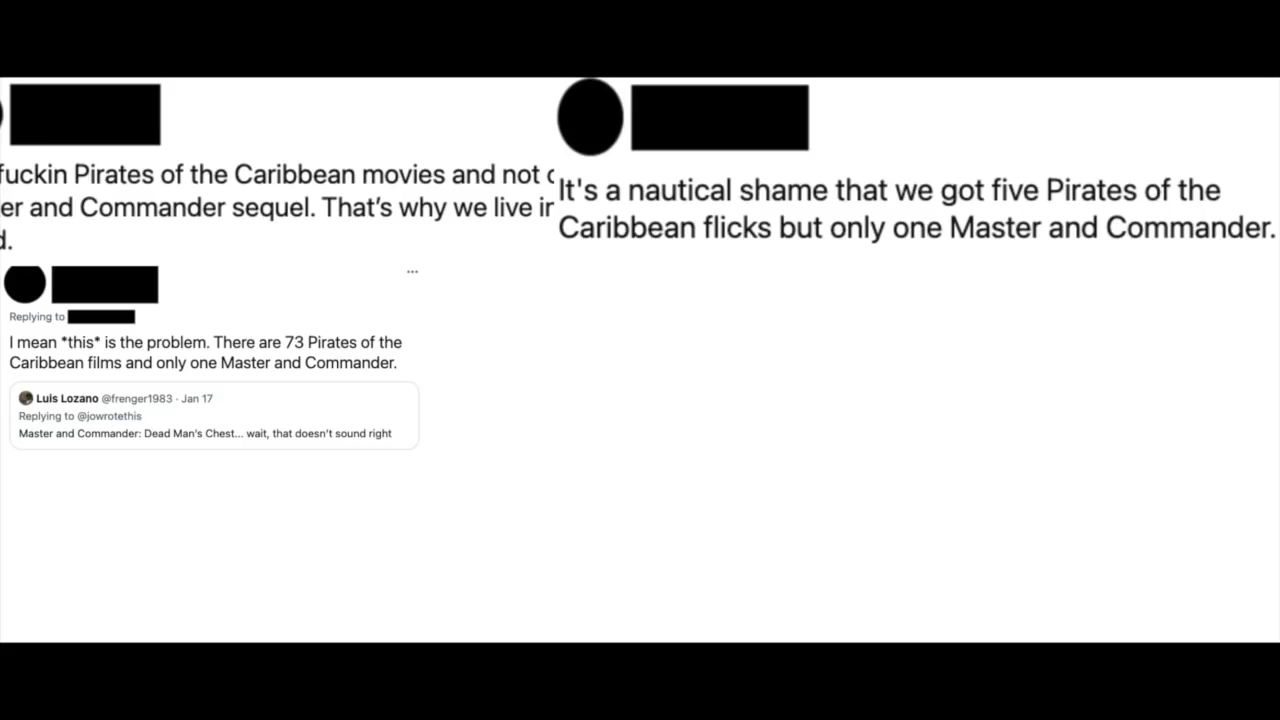 fuckin Pirates of the Caribbean movies and not
er and Commander sequel. That’s why we live in
d.
...
Replying to
I mean *this* is the problem. There are 73 Pirates of the
Caribbean films and only one Master and Commander.
Luis Lozano @frenger1983 · Jan 17
Replying to @jowrotethis
Master and Commander: Dead Man's Chest... wait, that doesn't sound right
It's a nautical shame that we got five Pirates of the
Caribbean flicks but only one Master and Commander.